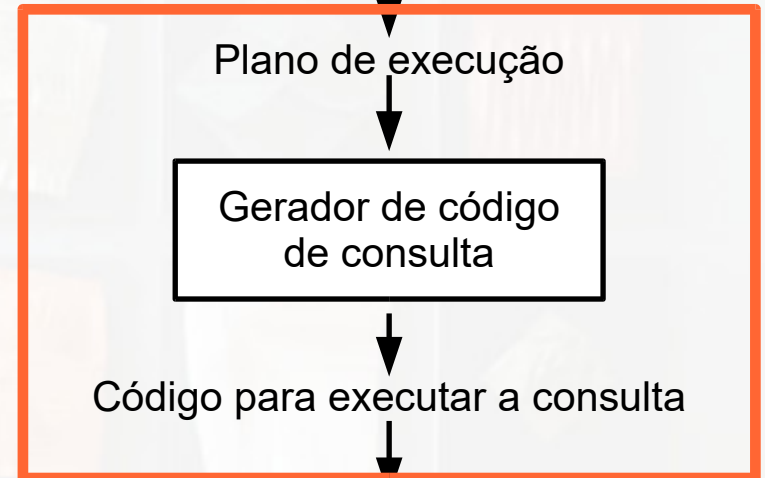 Plano de execução
Gerador de código
de consulta
Código para executar a consulta